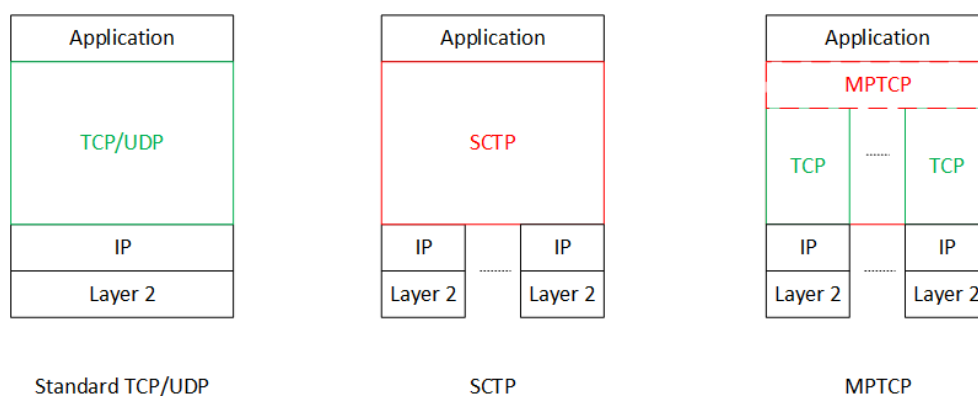 Application
TCP/UDP
IP
Layer 2
Standard TCP/UDP
Application
SCTP
IP
IP
Layer 2
Layer 2
SCTP
Application
MPTCP
TCP
TCP
IP
IP
Layer 2
Layer 2
MPTCP